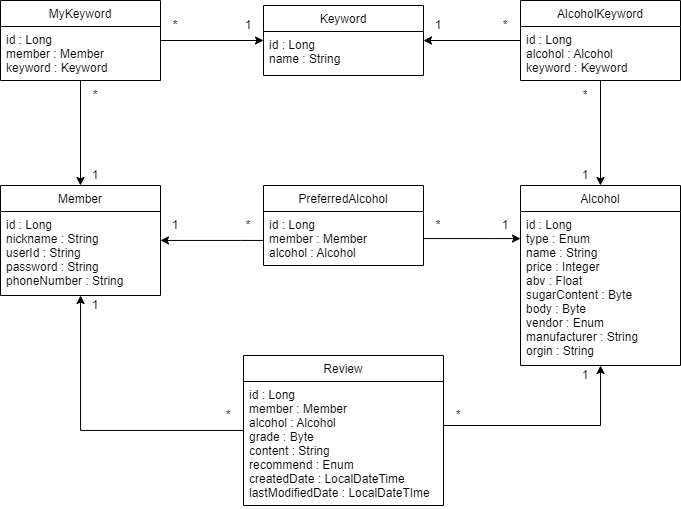 MyKeyword
id : Long
member : Member
keyword : Keyword
* 1
Keyword
id : Long
name : String
1 *
AlcoholKeyword
id : Long
alcohol : Alcohol
keyword : Keyword
*
1
*
1
Member
id : Long
nickname : String
userId : String
password : String
phoneNumber : String
1 *
PreferredAlcohol
id : Long
member : Member
alcohol : Alcohol
* 1
Alcohol
id : Long
type : Enum
name : String
price : Integer
abv : Float
sugarContent : Byte
body : Byte
vendor : Enum
manufacturer : String
orgin : String
1
*
Review
id : Long
member : Member
alcohol : Alcohol
grade : Byte
content : String
recommend : Enum
createdDate : LocalDateTime
lastModifiedDate : LocalDateTIme
*
1